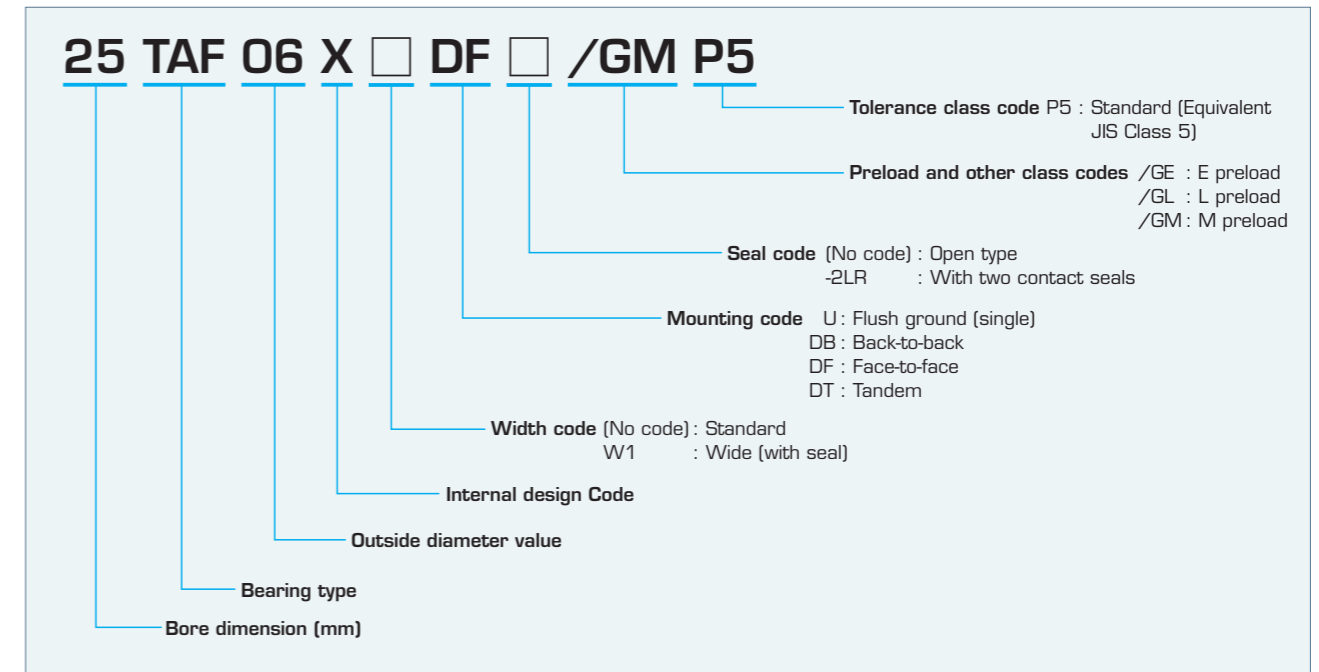 25 TAF 06 X □ DF □ /GM P5
Tolerance class code P5 : Standard (Equivalent
JIS Class 5)
Preload and other class codes /GE : E preload
/GL : L preload
/GM : M preload
Seal code (No code) : Open type
-2LR : With two contact seals
Mounting code U : Flush ground (single)
DB : Back-to-back
DF : Face-to-face
DT : Tandem
Width code (No code) : Standard
W1 : Wide (with seal)
Internal design Code
Outside diameter value
Bearing type
Bore dimension (mm)